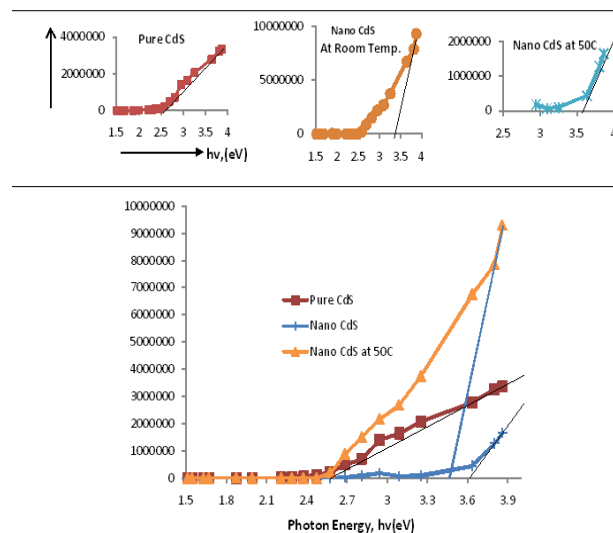 Pure CdS
4000000
2000000
0
1.5 2 2.5 3 3.5 4
hν,(eV)
Nano CdS
At Room Temp.
10000000
5000000
0
1.5 2 2.5 3 3.5 4
Nano CdS at 50C
2000000
1000000
0
2.5 3 3.5 4
10000000
9000000
8000000
7000000
6000000
5000000
4000000
3000000
2000000
1000000
0
Pure CdS
Nano CdS
Nano CdS at 50C
1.5 1.8 2.1 2.4 2.7 3 3.3 3.6 3.9
Photon Energy, hν(eV)